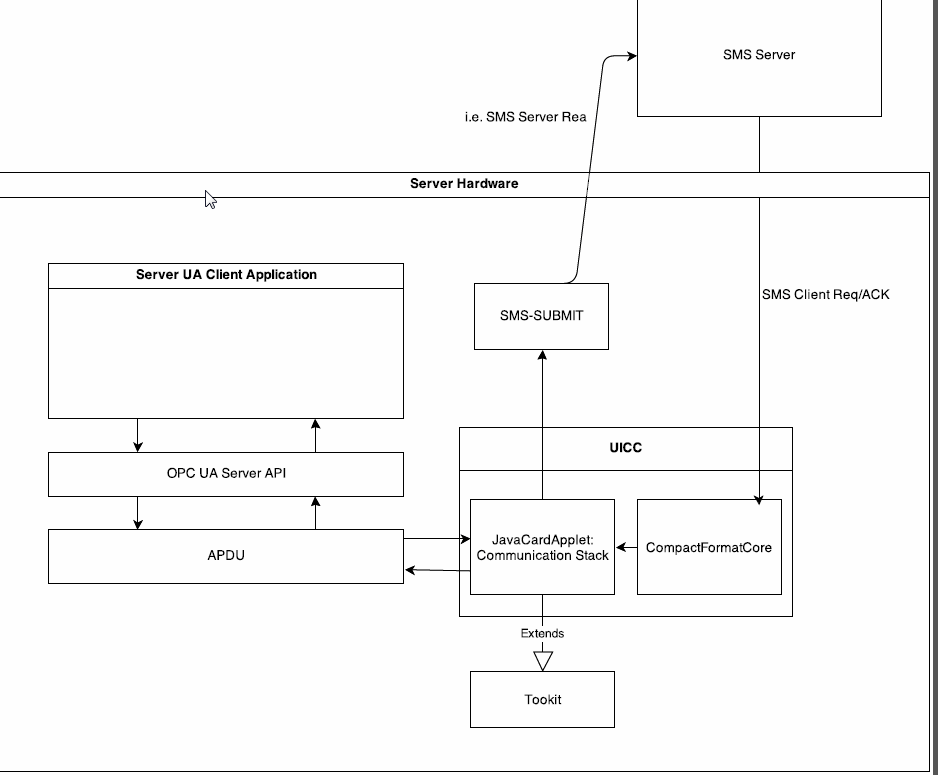 SMS Server
i.e. SMS Server Rea
Server Hardware
Server UA Client Application
SMS Client Req/ACK
SMS-SUBMIT
UICC
OPC UA Server API
JavaCardApplet:
Communication Stack
CompactFormatCore
APDU
Extends
Tookit